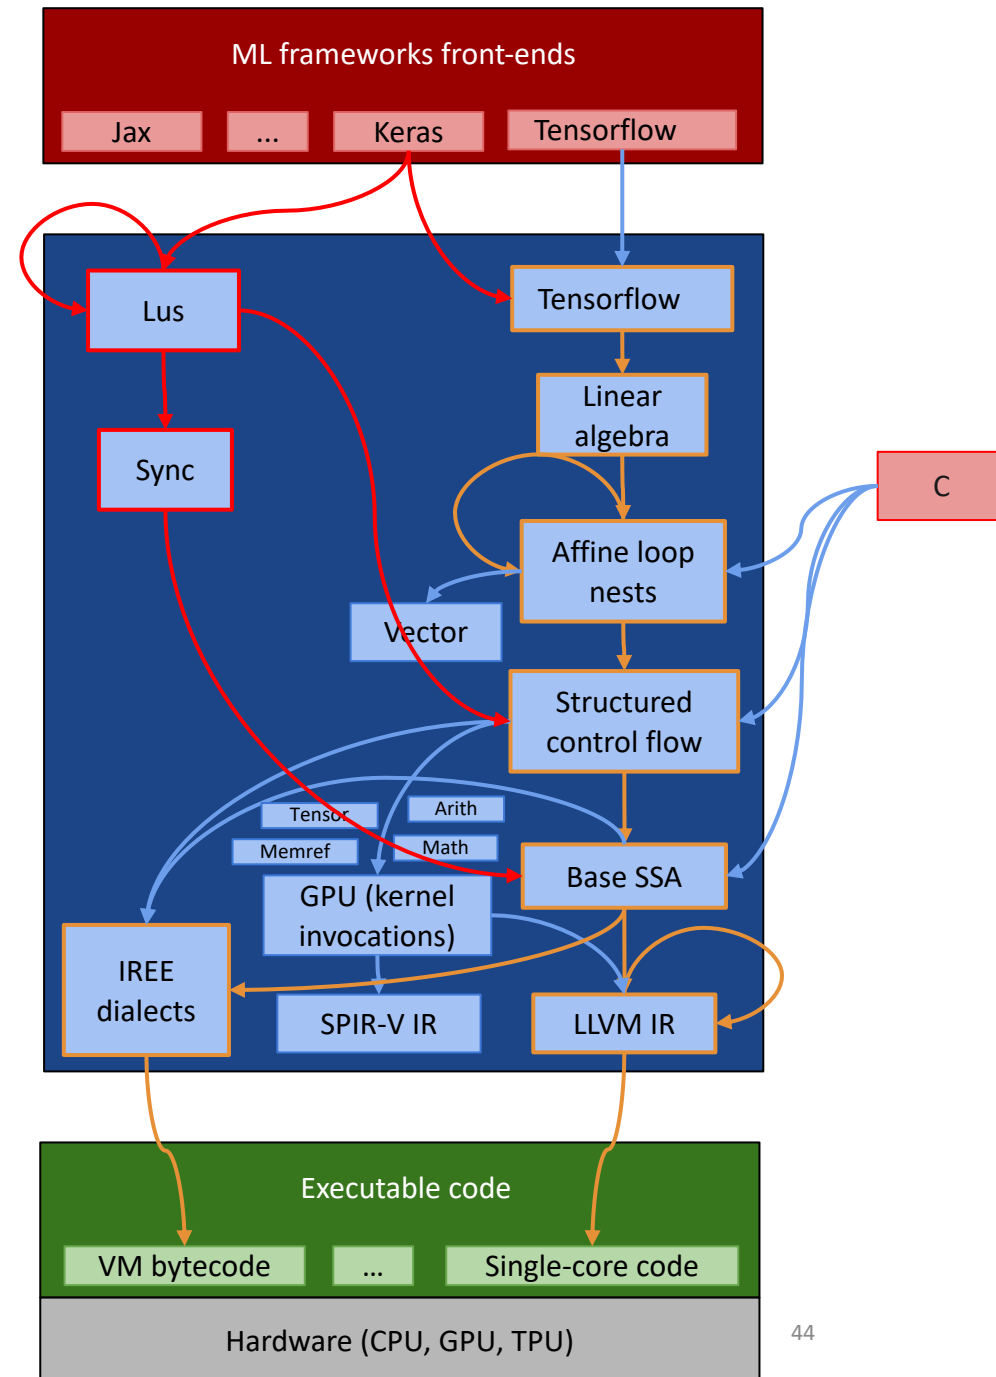 ML frameworks front-ends
Jax
...
Keras
Tensorflow
Lus
Tensorflow
Linear
algebra
Sync
C
Affine loop
nests
Vector
Structured
control flow
Tensor
Arith
Memref
Math
Base SSA
GPU (kernel
invocations)
IREE
dialects
SPIR-V IR
LLVM IR
Executable code
VM bytecode
...
Single-core code
Hardware (CPU, GPU, TPU)
44